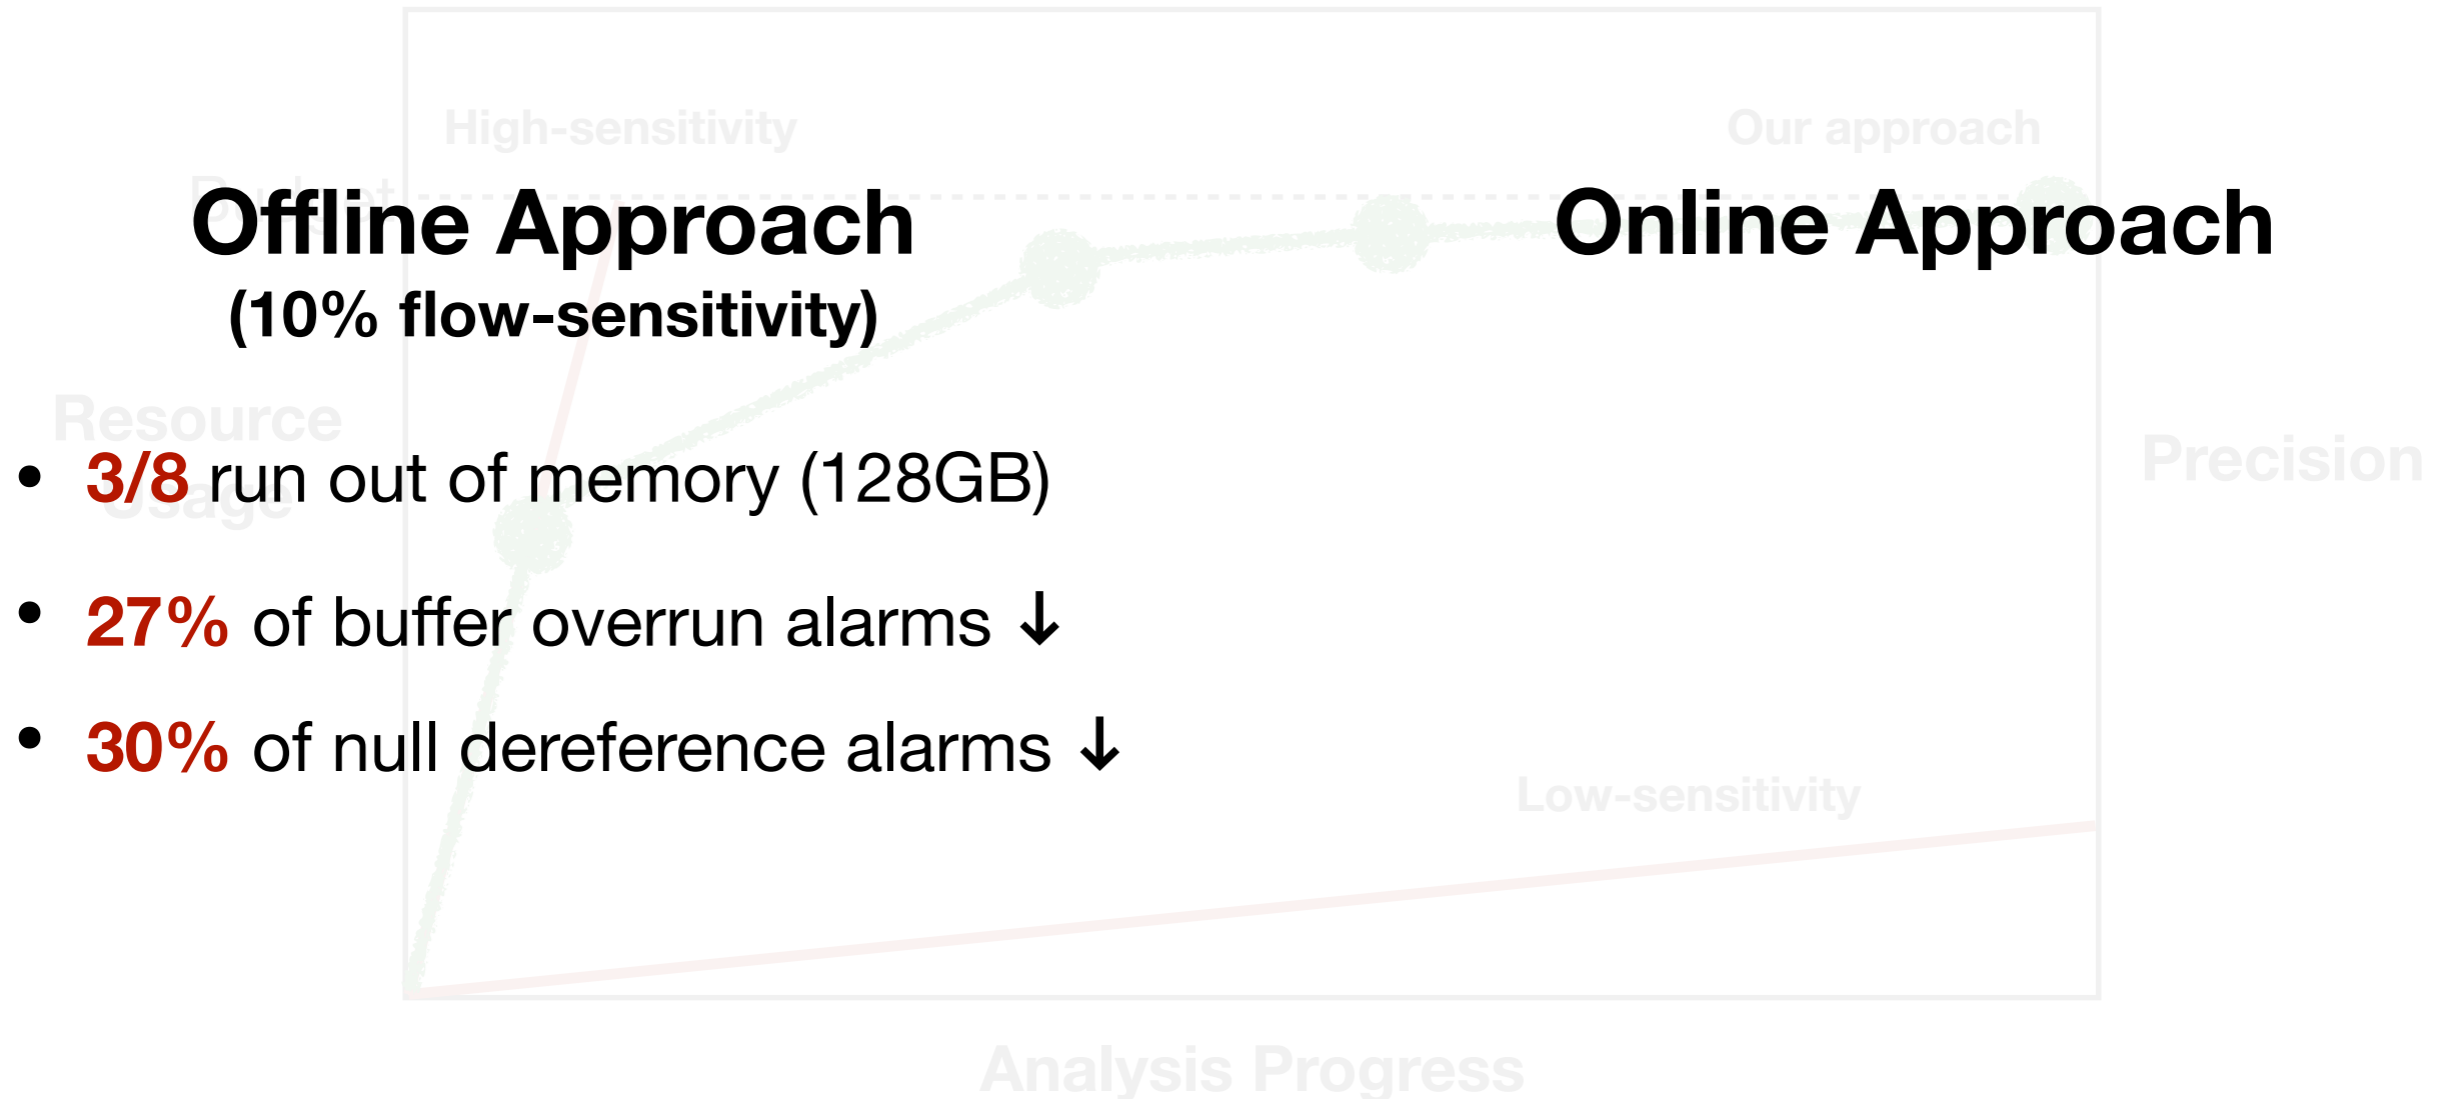 High-sensitivity
Our approach
Budget
Offline Approach
(10% flow-sensitivity)
Online Approach
Resource
Usage
Precision
• 3/8 run out of memory (128GB)
• 27% of buffer overrun alarms ↓
• 30% of null dereference alarms ↓
Low-sensitivity
Analysis Progress